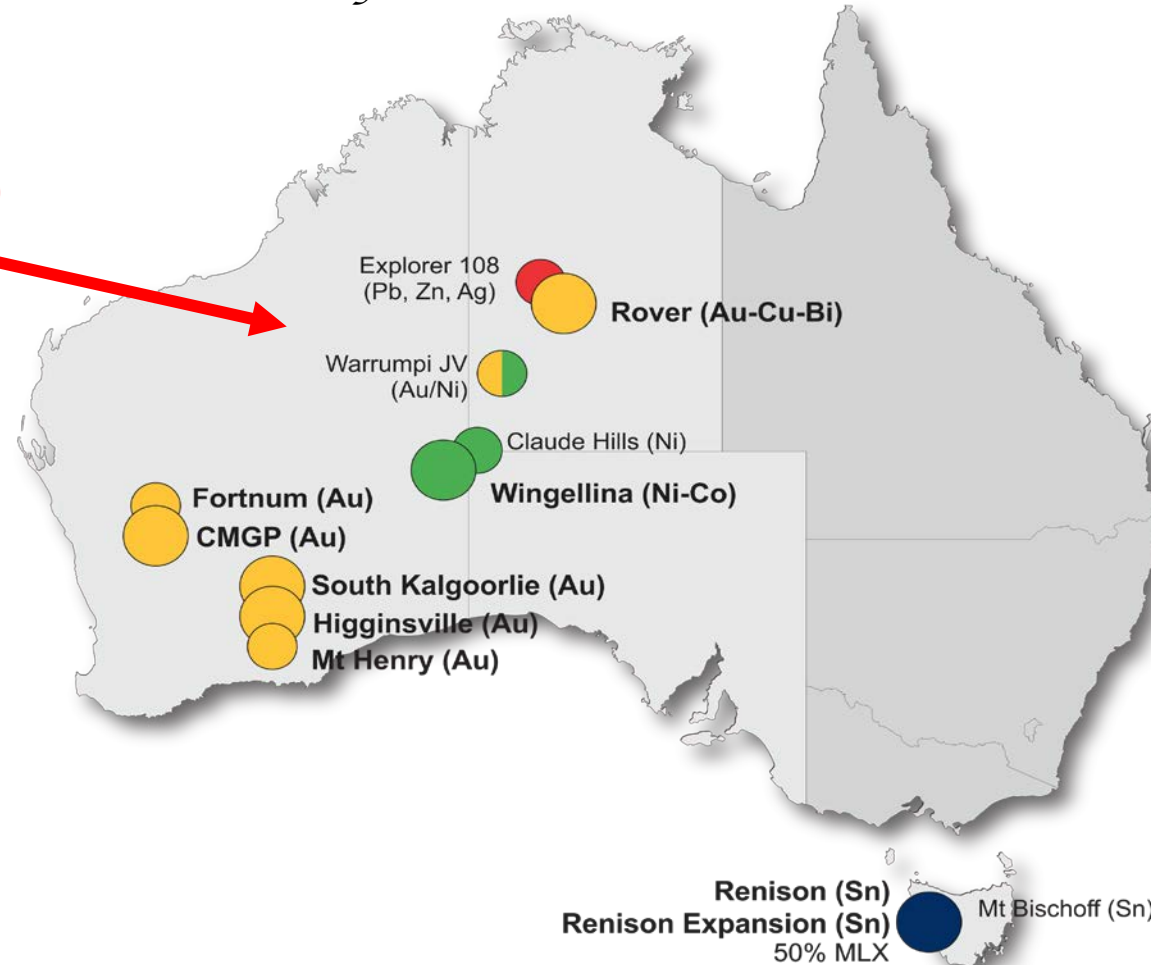 Explorer 108
(Pb, Zn, Ag)
Rover (Au-Cu-Bi)
Warrumpi JV
(Au/Ni)
Claude Hills (Ni)
Wingellina (Ni-Co)
Fortnum (Au)
CMGP (Au)
South Kalgoorlie (Au)
Higginsville (Au)
Mt Henry (Au)
Renison (Sn)
Mt Bischoff (Sn)
Renison Expansion (Sn)
50% MLX